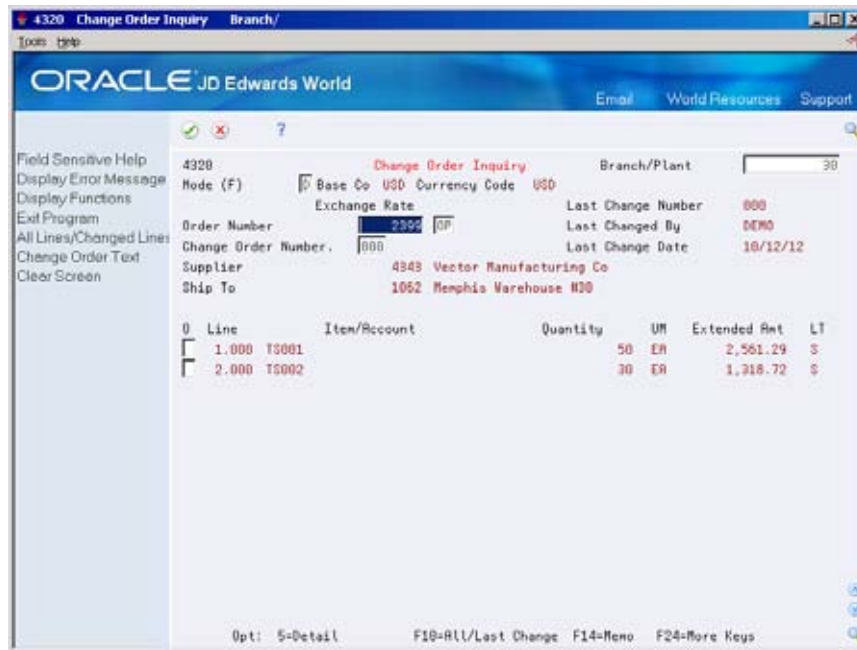 4320 Change Order Inquiry Branch/
Tools Help
ORACLE JD Edwards World
Email World Resources Support
?
Field Sensitive Help
Display Error Message
Display Functions
Exit Program
All Lines/Changed Lines
Change Order Text
Clear Screen
4320 Change Order Inquiry Branch/Plant 30
Mode (F) Base Co USD Currency Code USD
Exchange Rate Last Change Number 000
Order Number 2399 OP Last Changed By DEMO
Change Order Number. 000 Last Change Date 10/12/12
Supplier 4343 Vector Manufacturing Co
Ship To 1062 Memphis Warehouse
O Line Item/Account Quantity UM Extended Amt LT
1.000 TS001 50 EA 2,561.29 S
2.000 TS002 30 EA 1,318.72 S
Opt: 5=Detail F18=All/Last Change F14=Memo F24=More Keys